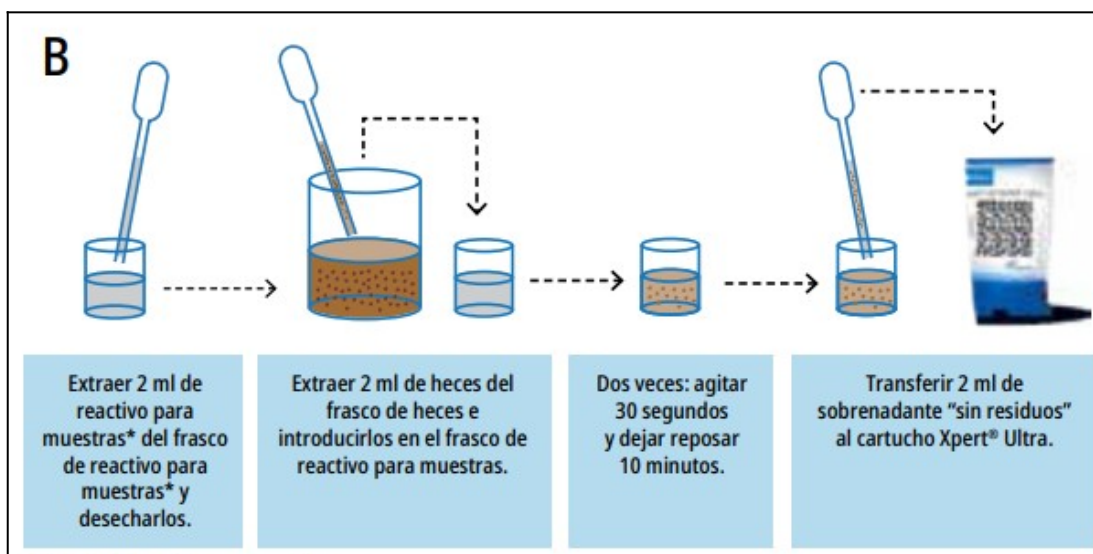 B
Extraer 2 ml de
reactivo para
muestras* del frasco
de reactivo para
muestras* y
desecharlos.
Extraer 2 ml de heces del
frasco de heces e
introducirlos en el frasco de
reactivo para muestras.
Dos veces: agitar
30 segundos
y dejar reposar
10 minutos.
Transferir 2 ml de
sobrenadante “sin residuos”
al cartucho Xpert® Ultra.